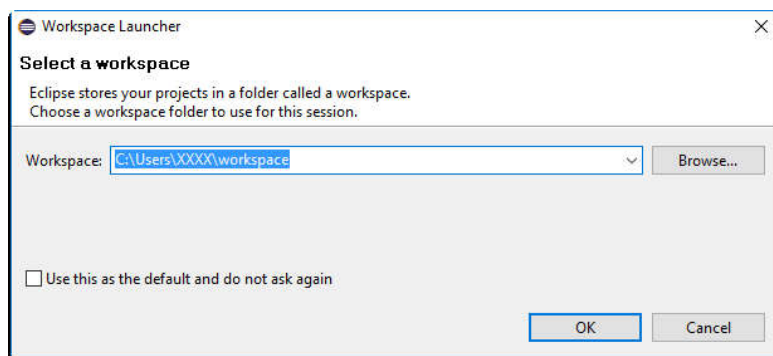 Workspace Launcher
Select a workspace
Eclipse stores your projects in a folder called a workspace.
Choose a workspace folder to use for this session.
Workspace: C:\Users\XXXX\workspace Browse...
Use this as the default and do not ask again
OK Cancel